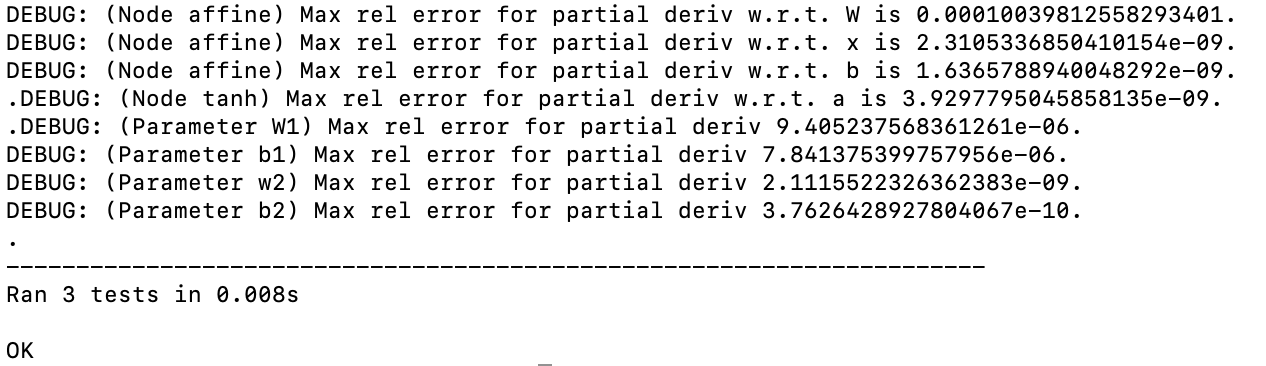 DEBUG: (Node affine) Max rel error for partial deriv w.r.t. W is 0.00010039812558293401.
DEBUG: (Node affine) Max rel error for partial deriv w.r.t. x is 2.3105336850410154e-09.
DEBUG: (Node affine) Max rel error for partial deriv w.r.t. b is 1.6365788940048292e-09.
.DEBUG: (Node tanh) Max rel error for partial deriv w.r.t. a is 3.9297795045858135e-09.
.DEBUG: (Parameter W1) Max rel error for partial deriv 9.405237568361261e-06.
DEBUG: (Parameter b1) Max rel error for partial deriv 7.841375399757956e-06.
DEBUG: (Parameter w2) Max rel error for partial deriv 2.1115522326362383e-09.
DEBUG: (Parameter b2) Max rel error for partial deriv 3.7626428927804067e-10.
.
----------------------------------------------------------------------
Ran 3 tests in 0.008s

OK